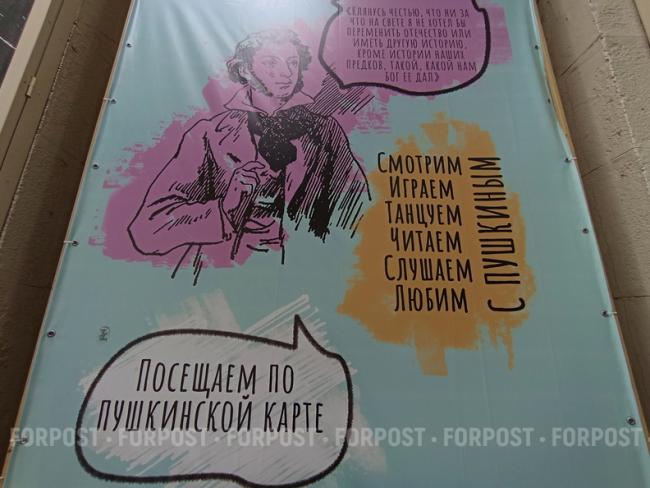 КЛЯНУСЬ ЧЕСТЬЮ, ЧТО НИ ЗА
ЧТО НА СВЕТЕ Я НЕ ХОТЕЛ БЫ
ПЕРЕМЕНИТЬ ОТЕЧЕСТВО ИЛИ
ИМЕТЬ ДРУГУЮ ИСТОРИЮ,
КРОМЕ ИСТОРИИ НАШИХ
ПРЕДКОВ, ТАКОЙ, КАКОЙ НАМ
БОГ ЕЕ ДАЛ»
СМОТРИМ
ИГРАЕМ
ТАНЦУЕМ
ЧИТАЕМ
СЛУШАЕМ
ЛЮБИМ
С ПУШКИНЫМ
ПОСЕЩАЕМ ПО
ПУШКИНСКОЙ КАРТЕ
FORPOST • FORPOST • FORPOST • FORPOST • FORPOST • FORPOST